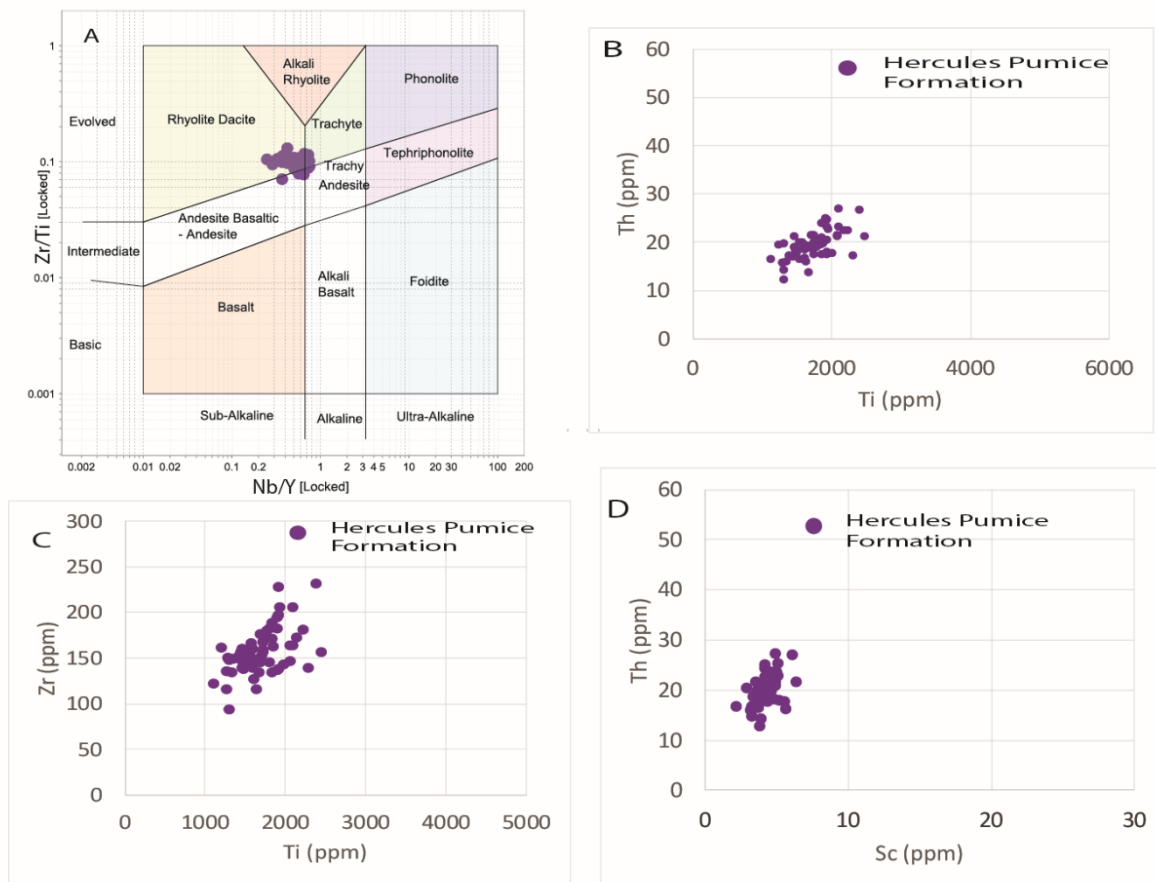 A
Zr/Ti [Locked]
1
0.1
0.01
0.001
Evolved
Intermediate
Basic
Alkali
Rhyolite
Phonolite
Rhyolite Dacite
Trachyte
Tephriphonolite
Trachy
Andesite
Andesite Basaltic
- Andesite
Alkali
Basalt
Foidite
Basalt
Sub-Alkaline
Alkaline
Ultra-Alkaline
0.002
0.01
0.02
0.1
0.2
1
2
3
4
5
10
20
30
100
200
Nb/Y [Locked]
B
Hercules Pumice
Formation
Th (ppm)
60
50
40
30
20
10
0
0
2000
4000
6000
Ti (ppm)
C
Hercules Pumice
Formation
Zr (ppm)
300
250
200
150
100
50
0
0
1000
2000
3000
4000
5000
Ti (ppm)
D
Hercules Pumice
Formation
Th (ppm)
60
50
40
30
20
10
0
0
10
20
30
Sc (ppm)